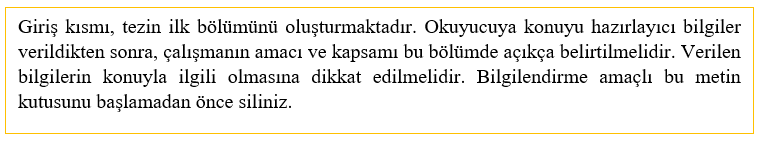 Giriş kısmı, tezin ilk bölümünü oluşturmaktadır. Okuyucuya konuyu hazırlayıcı bilgiler
verildikten sonra, çalışmanın amacı ve kapsamı bu bölümde açıkça belirtilmelidir. Verilen
bilgilerin konuyla ilgili olmasına dikkat edilmelidir. Bilgilendirme amaçlı bu metin
kutusunu başlamadan önce siliniz.